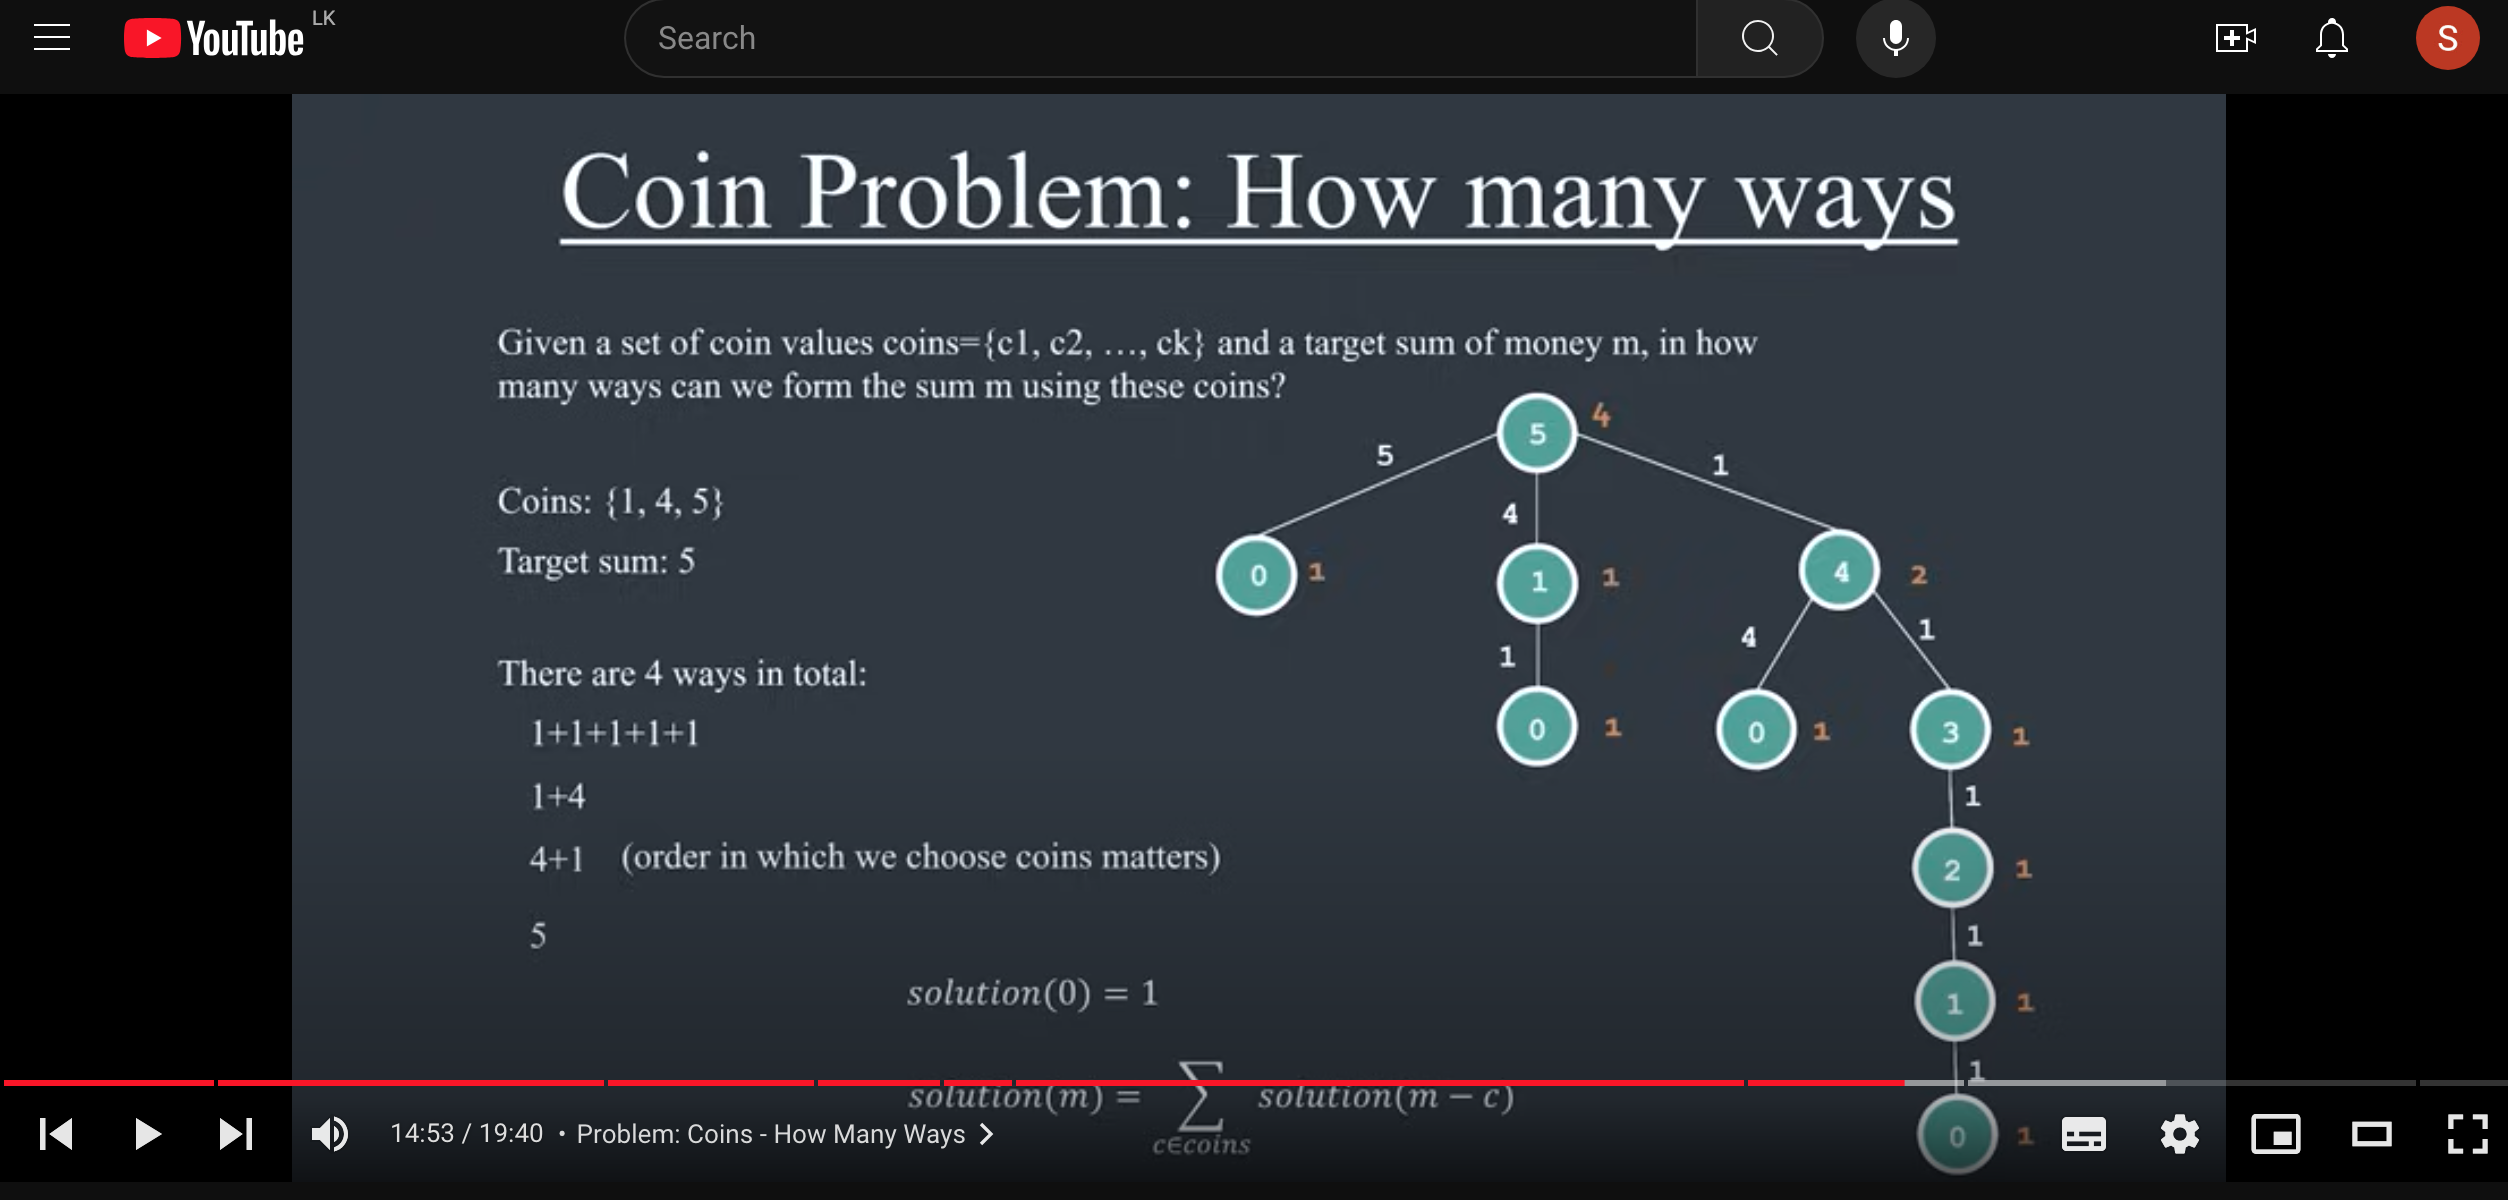 YouTube LK
Search
S
Coin Problem: How many ways
Given a set of coin values coins={c1, c2, …, ck} and a target sum of money m, in how
many ways can we form the sum m using these coins?
5 4
5
1
Coins: {1, 4, 5}
4
Target sum: 5
0 1
1 1
4 2
4
1
1
There are 4 ways in total:
1+1+1+1+1
0 1
0 1
3 1
1+4
1
4+1 (order in which we choose coins matters)
2 1
5
1
solution(0) = 1
1 1
1
solution(m) = ∑ solution(m − c)
c∈coins
0 1
14:53 / 19:40 • Problem: Coins - How Many Ways